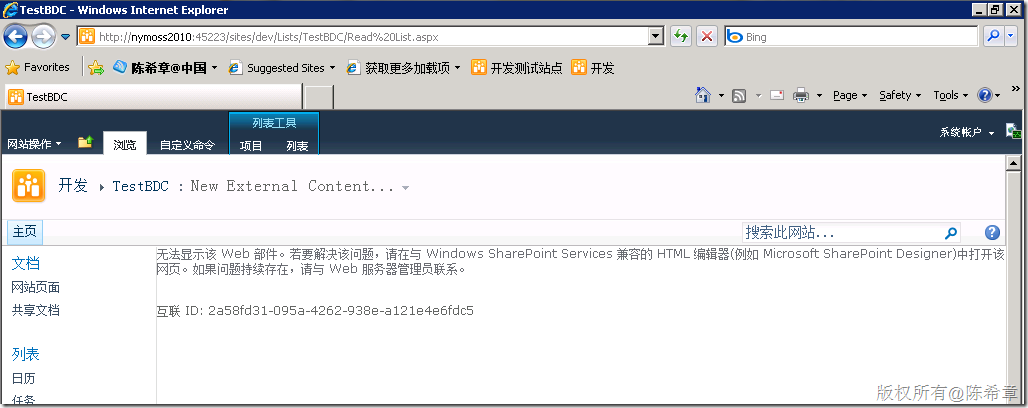 TestBDC - Windows Internet Explorer
http://nymoss2010:45223/sites/dev/Lists/TestBDC/Read%20List.aspx
Bing
Favorites 陈希章@中国 Suggested Sites 获取更多加载项 开发测试站点 开发
TestBDC
Page Safety Tools
列表工具
网站操作 浏览 自定义命令 项目 列表 系统帐户
开发 TestBDC : New External Content...
主页 搜索此网站...
文档
网站页面
共享文档
列表
日历
任务
无法显示该 Web 部件。若要解决该问题，请在与 Windows SharePoint Services 兼容的 HTML 编辑器(例如 Microsoft SharePoint Designer)中打开该
网页。如果问题持续存在，请与 Web 服务器管理员联系。
互联 ID: 2a58fd31-095a-4262-938e-a121e4e6fdc5
版权所有@陈希章